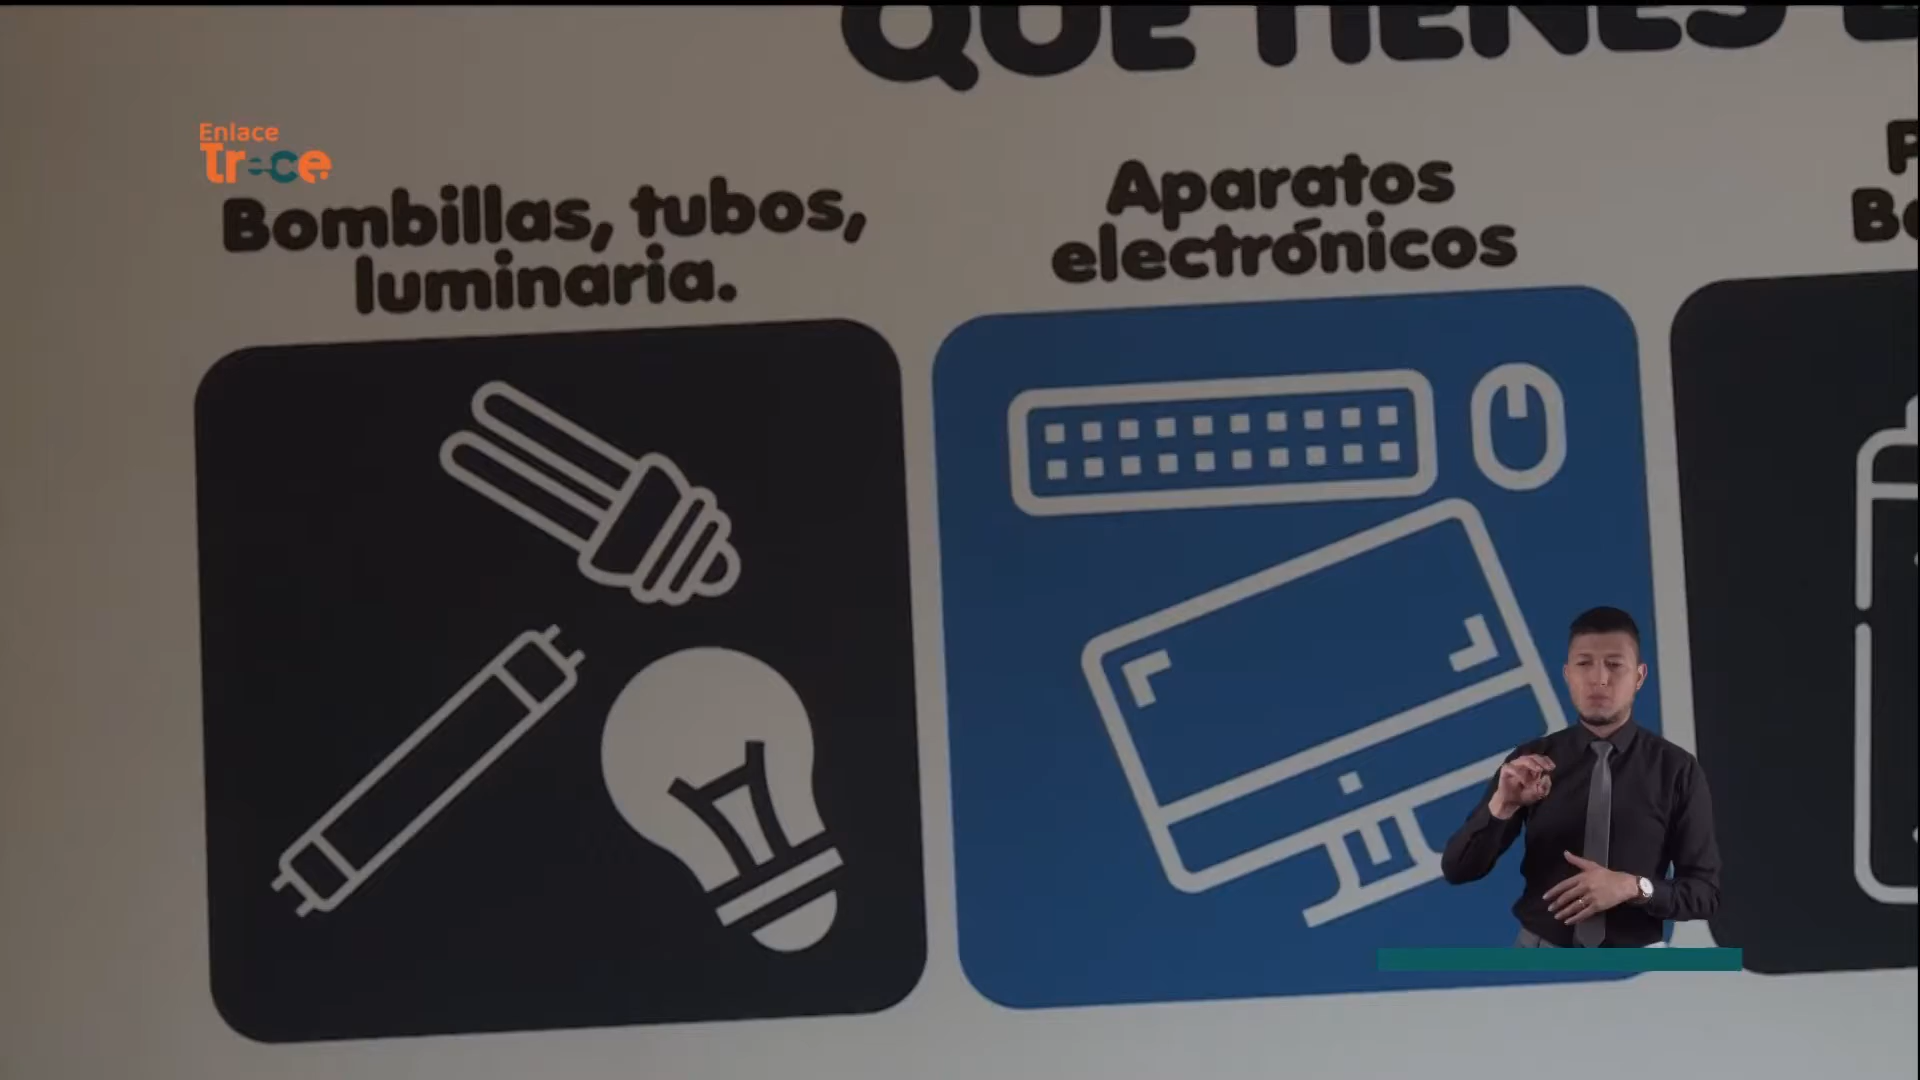 QUE TIENES
Enlace
Trece
Bombillas, tubos,
luminaria.
Aparatos
electrónicos